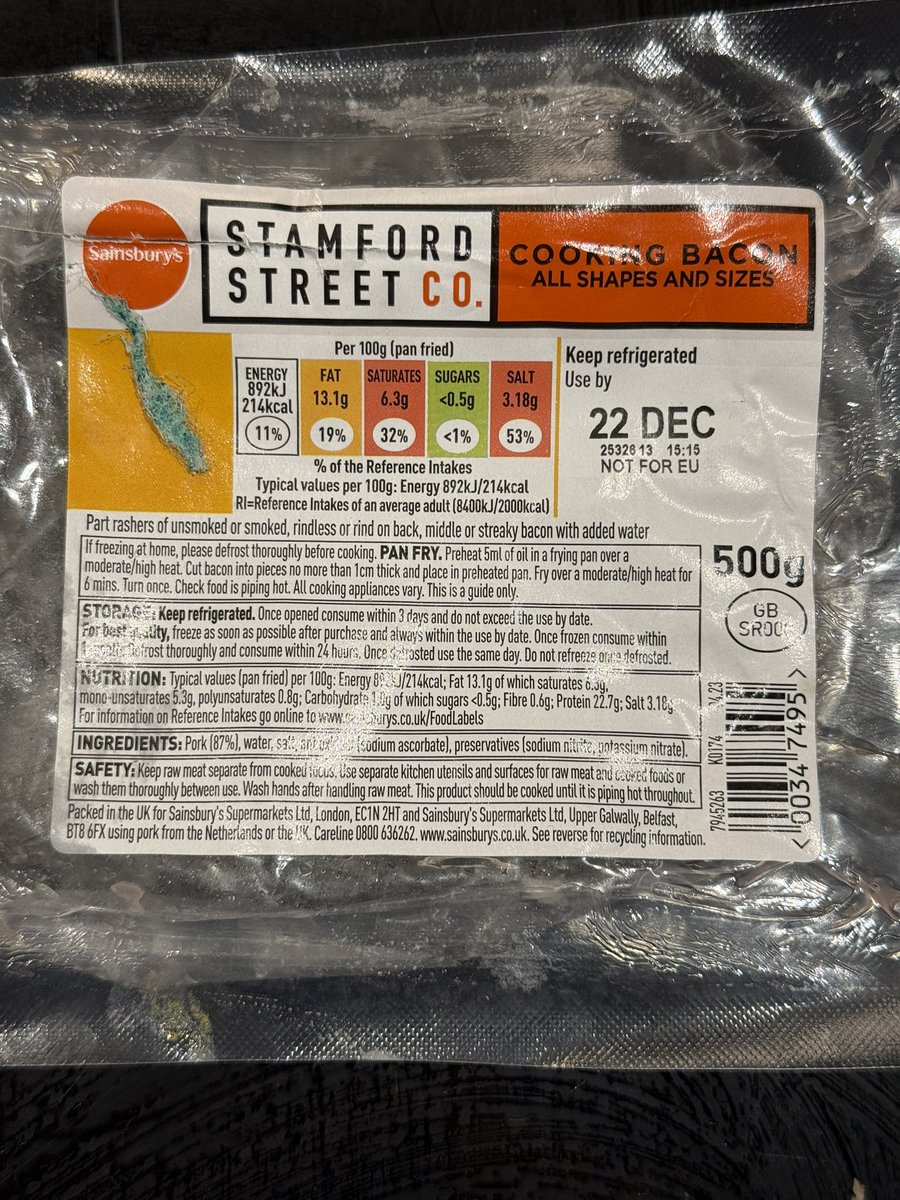 Sainsbury's
STAMFORD
STREET CO.
COOKING BACON
ALL SHAPES AND SIZES
Per 100g (pan fried)
ENERGY
892kJ
214kcal
11%
FAT
13.1g
19%
SATURATES
6.3g
32%
SUGARS
<0.5g
<1%
SALT
3.18g
53%
% of the Reference Intakes
Typical values per 100g: Energy 892kJ/214kcal
RI=Reference Intakes of an average adult (8400kJ/2000kcal)
Keep refrigerated
Use by
22 DEC
25328 13 15:15
NOT FOR EU
Part rashers of unsmoked or smoked, rindless or rind on back, middle or streaky bacon with added water
If freezing at home, please defrost thoroughly before cooking. PAN FRY. Preheat 5ml of oil in a frying pan over a
moderate/high heat. Cut bacon into pieces no more than 1cm thick and place in preheated pan. Fry over a moderate/high heat for
6 mins. Turn once. Check food is piping hot. All cooking appliances vary. This is a guide only.
500g
GB
STORAGE: Keep refrigerated. Once opened consume within 3 days and do not exceed the use by date.
For best quality, freeze as soon as possible after purchase and always within the use by date. Once frozen consume within
Defrost thoroughly and consume within 24 hours. Once defrosted use the same day. Do not refreeze once defrosted.
NUTRITION: Typical values (pan fried) per 100g: Energy 892kJ/214kcal; Fat 13.1g of which saturates 6.3g,
mono-unsaturates 5.3g, polyunsaturates 0.8g; Carbohydrate of which sugars <0.5g; Fibre 0.6g; Protein 22.7g; Salt 3.18g
For information on Reference Intakes go online to www.sainsburys.co.uk/FoodLabels
INGREDIENTS: Pork (87%), water, salt, (sodium ascorbate), preservatives (sodium nitrite, potassium nitrate).
SAFETY: Keep raw meat separate from cooked foods. Use separate kitchen utensils and surfaces for raw meat and cooked foods or
wash them thoroughly between use. Wash hands after handling raw meat. This product should be cooked until it is piping hot throughout.
Packed in the UK for Sainsbury's Supermarkets Ltd, London, EC1N 2HT and Sainsbury's Supermarkets Ltd, Upper Galwally, Belfast,
BT8 6FX using pork from the Netherlands or the UK. Careline 0800 636262. www.sainsburys.co.uk. See reverse for recycling information.
7945263 K0174
< 0034 7495 >